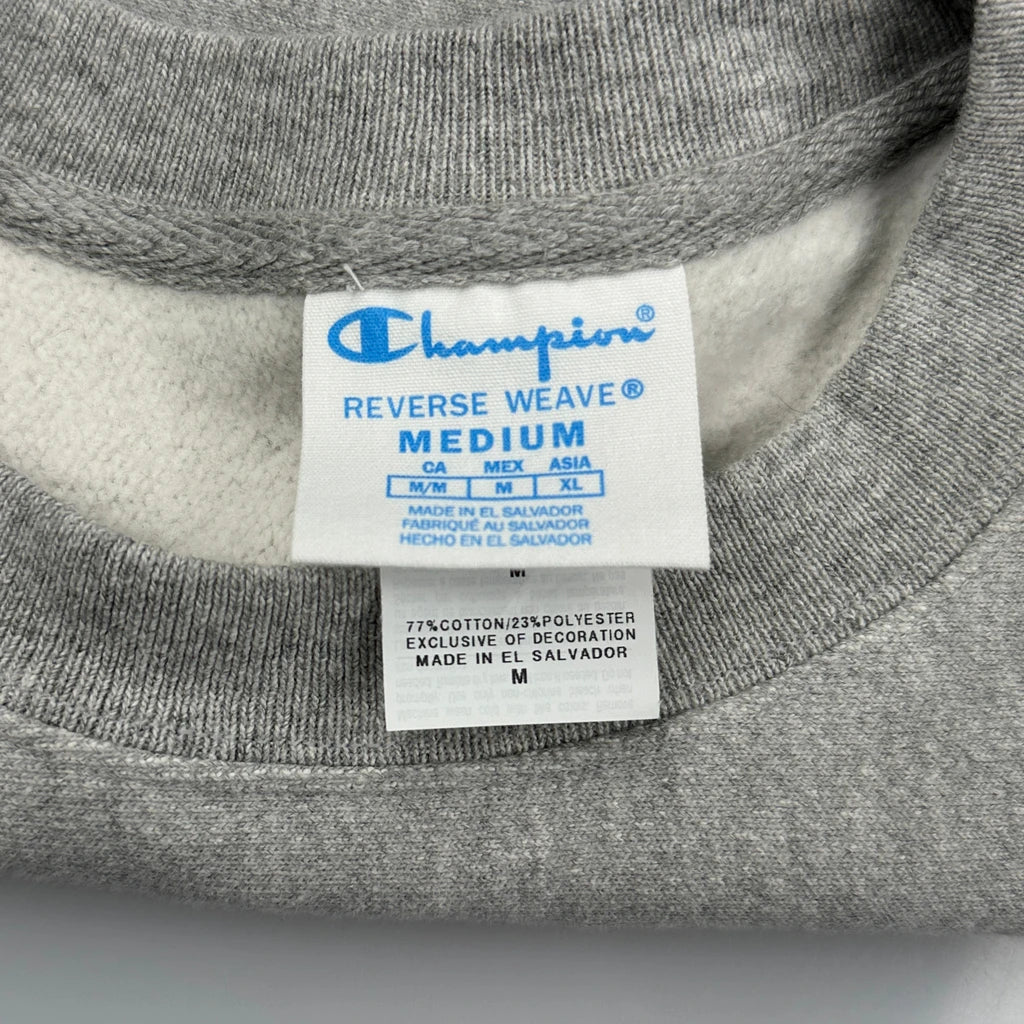 Champion®
REVERSE WEAVE®
MEDIUM
CA MEX ASIA
M/M M XL
MADE IN EL SALVADOR
FABRIQUÉ AU SALVADOR
HECHO EN EL SALVADOR
M
77%COTTON/23%POLYESTER
EXCLUSIVE OF DECORATION
MADE IN EL SALVADOR
M